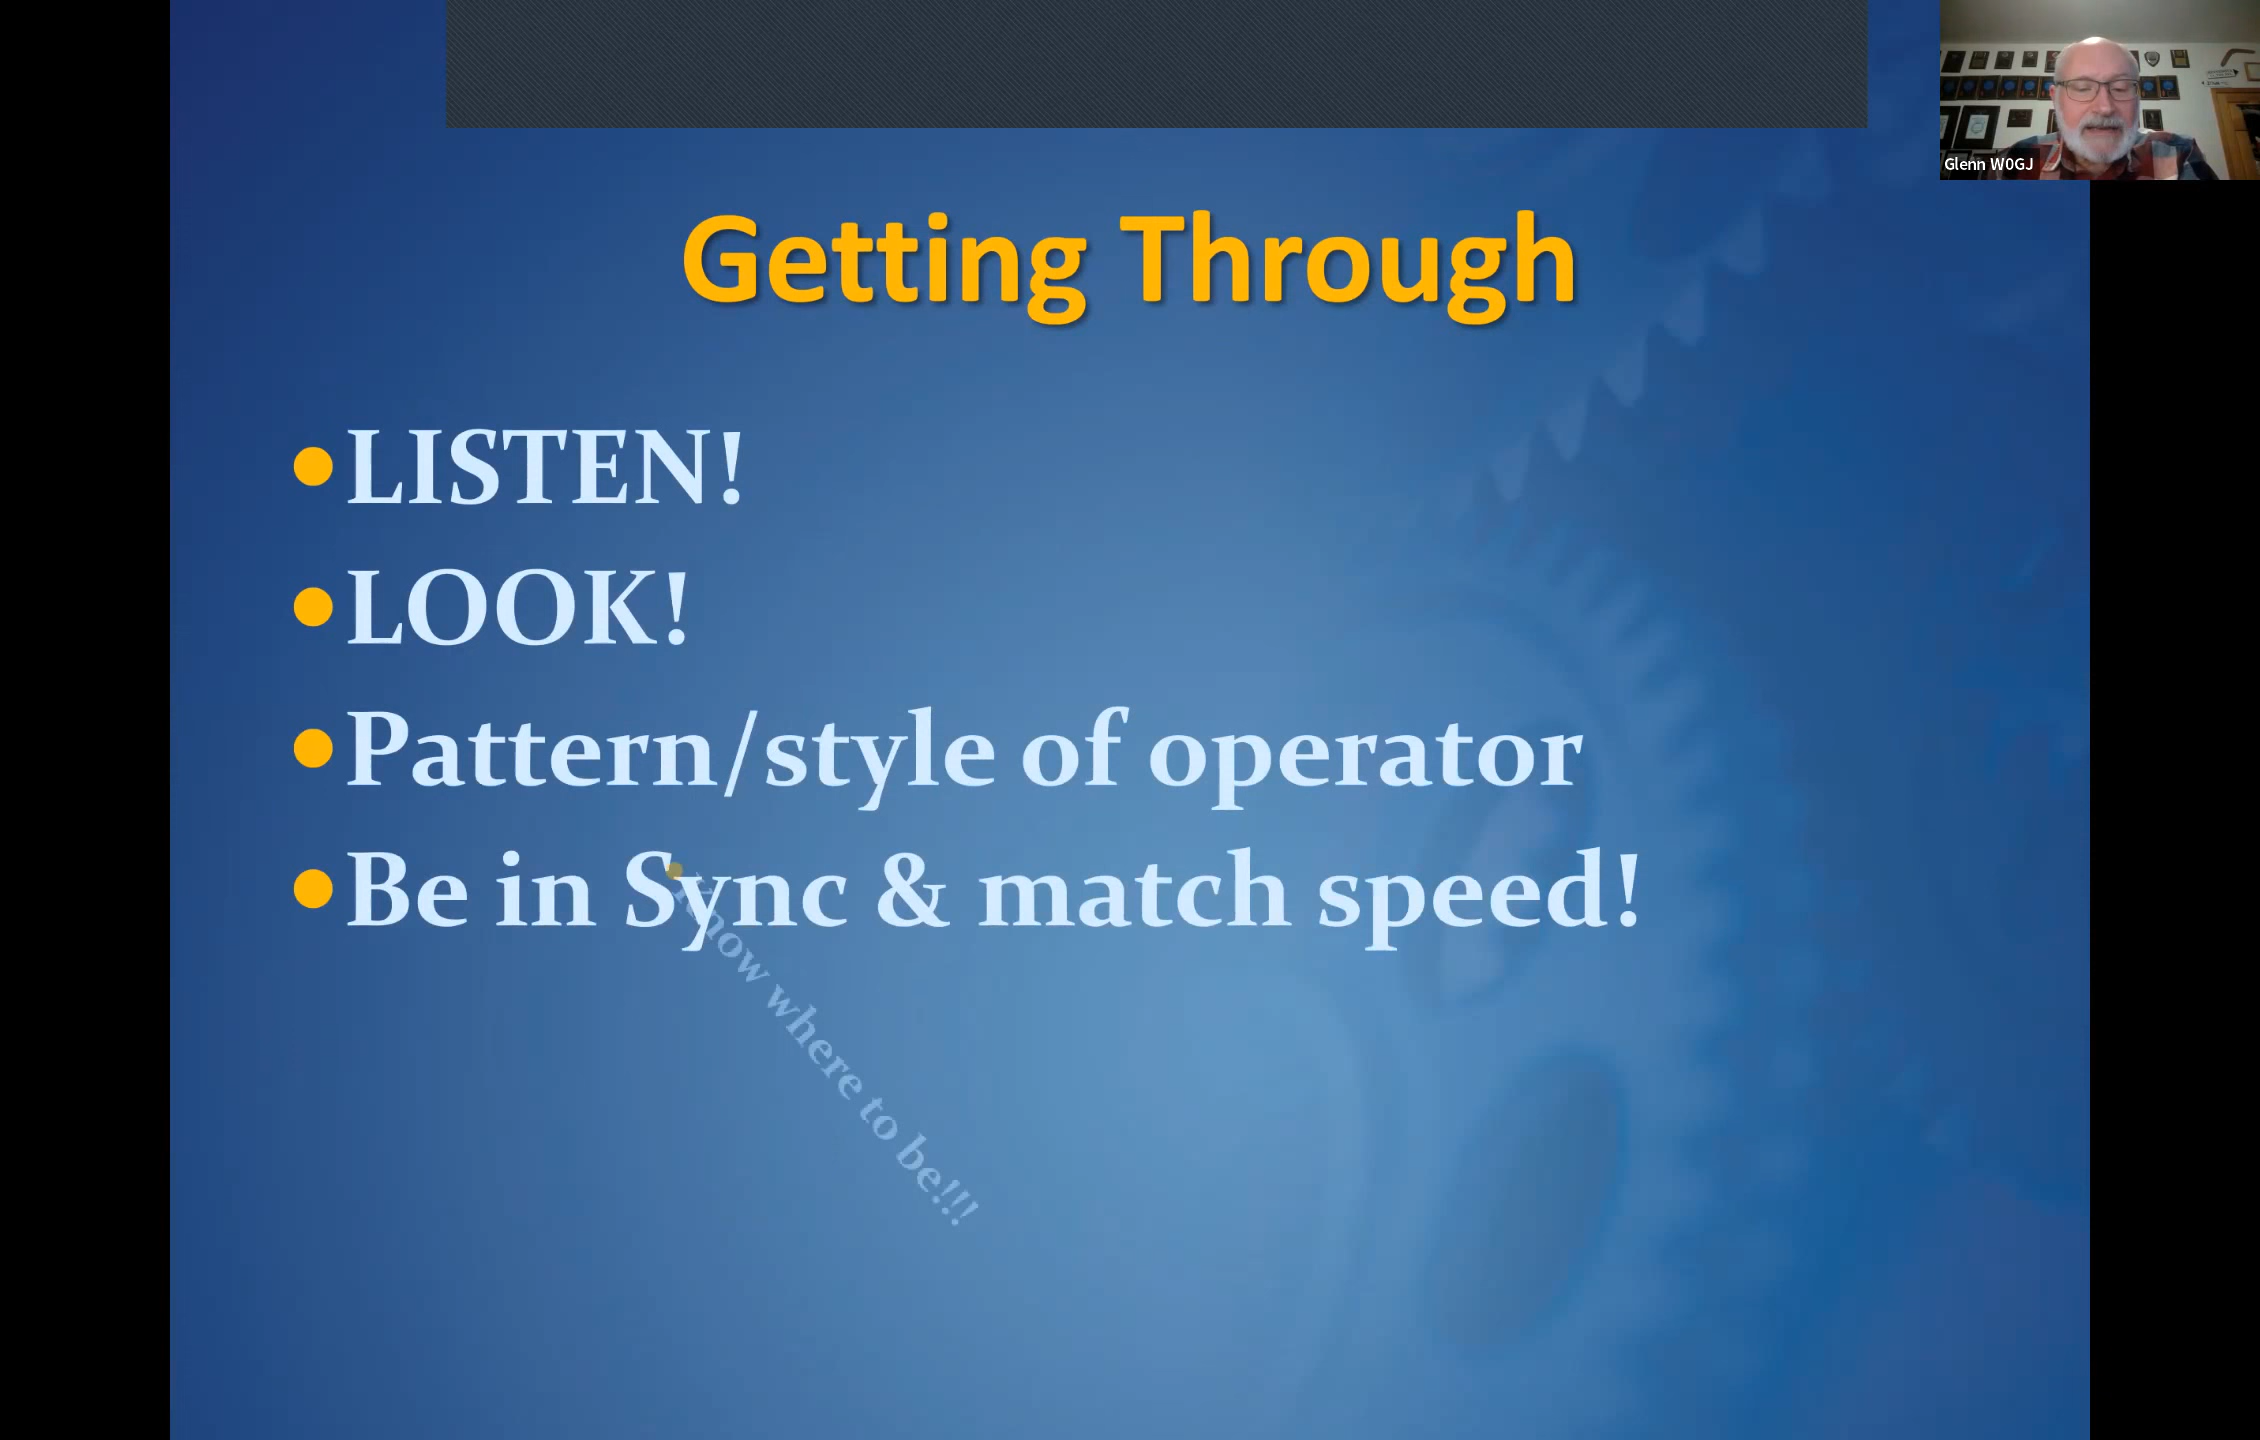 Glenn W0GJ
Getting Through
•LISTEN!
•LOOK!
•Pattern/style of operator
•Be in Sync & match speed!
•Know where to be!!!